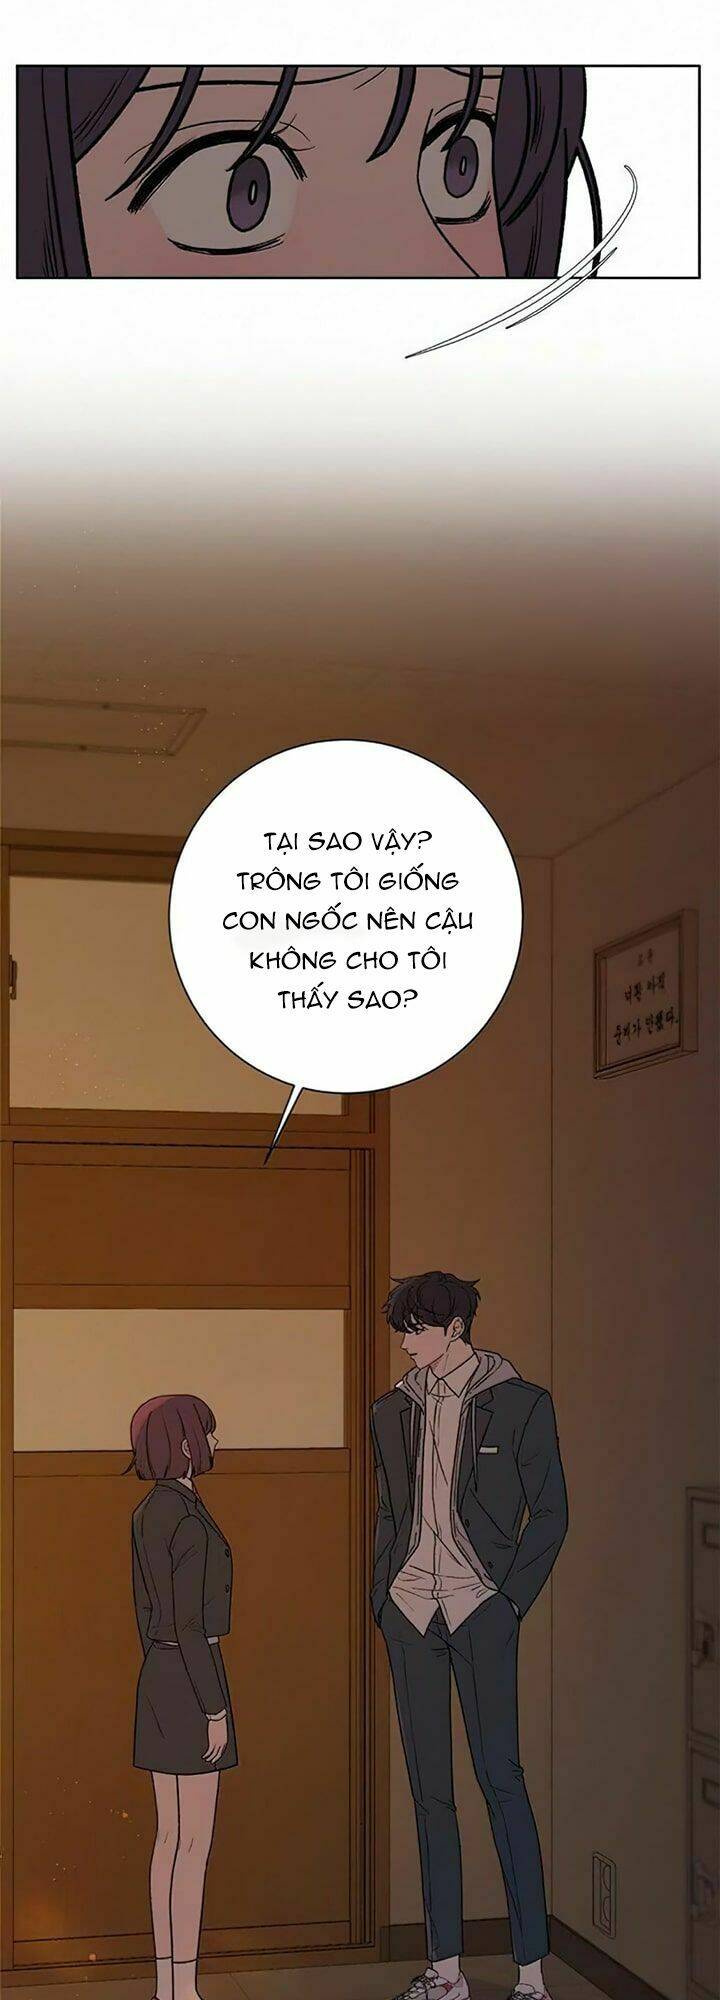 TẠI SAO VẬY?
TRÔNG TÔI GIỐNG
CON NGỐC NÊN CẬU
KHÔNG CHO TÔI
THẤY SAO?